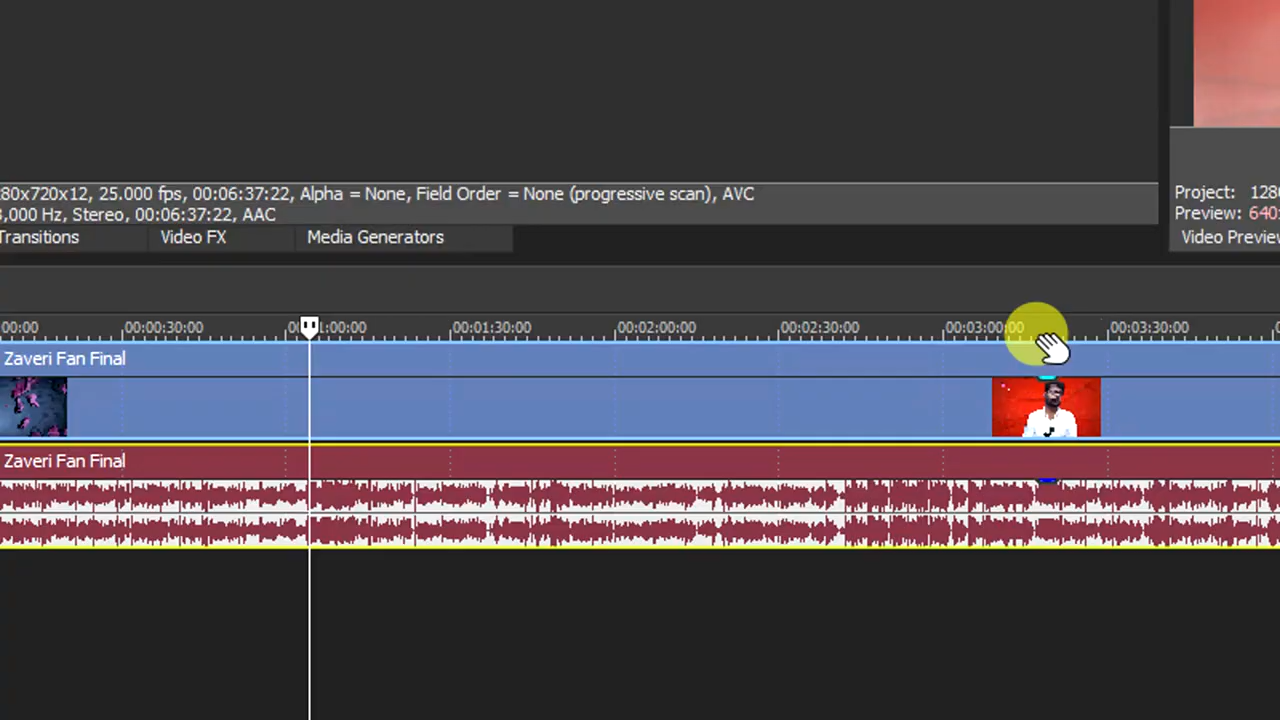 80x720x12, 25.000 fps, 00:06:37:22, Alpha = None, Field Order = None (progressive scan), AVC
,000 Hz, Stereo, 00:06:37:22, AAC
Project: 128
Preview: 640
Transitions Video FX Media Generators Video Preview
00:00 00:00:30:00 1:00:00 00:01:30:00 00:02:00:00 00:02:30:00 00:03:00:00 00:03:30:00
Zaveri Fan Final
Zaveri Fan Final